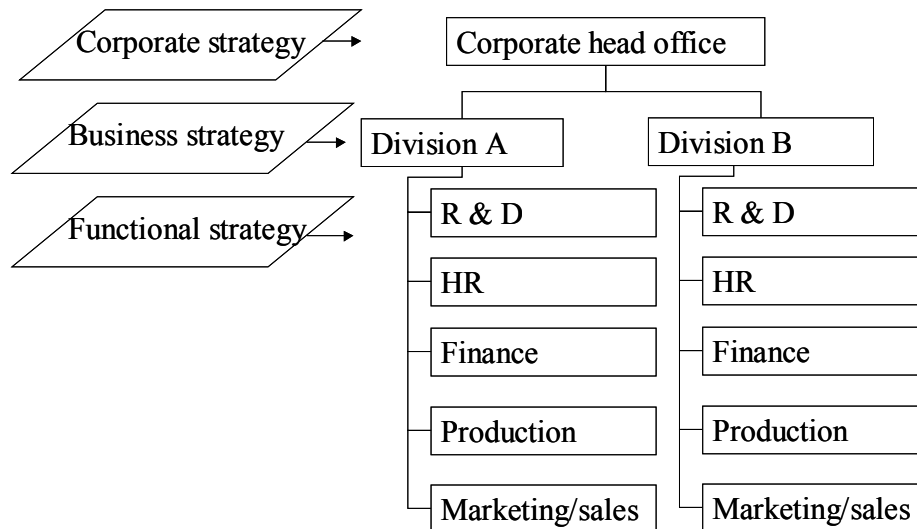 Corporate strategy
Corporate head office
Business strategy
Division A
Division B
Functional strategy
R & D
R & D
HR
HR
Finance
Finance
Production
Production
Marketing/sales
Marketing/sales